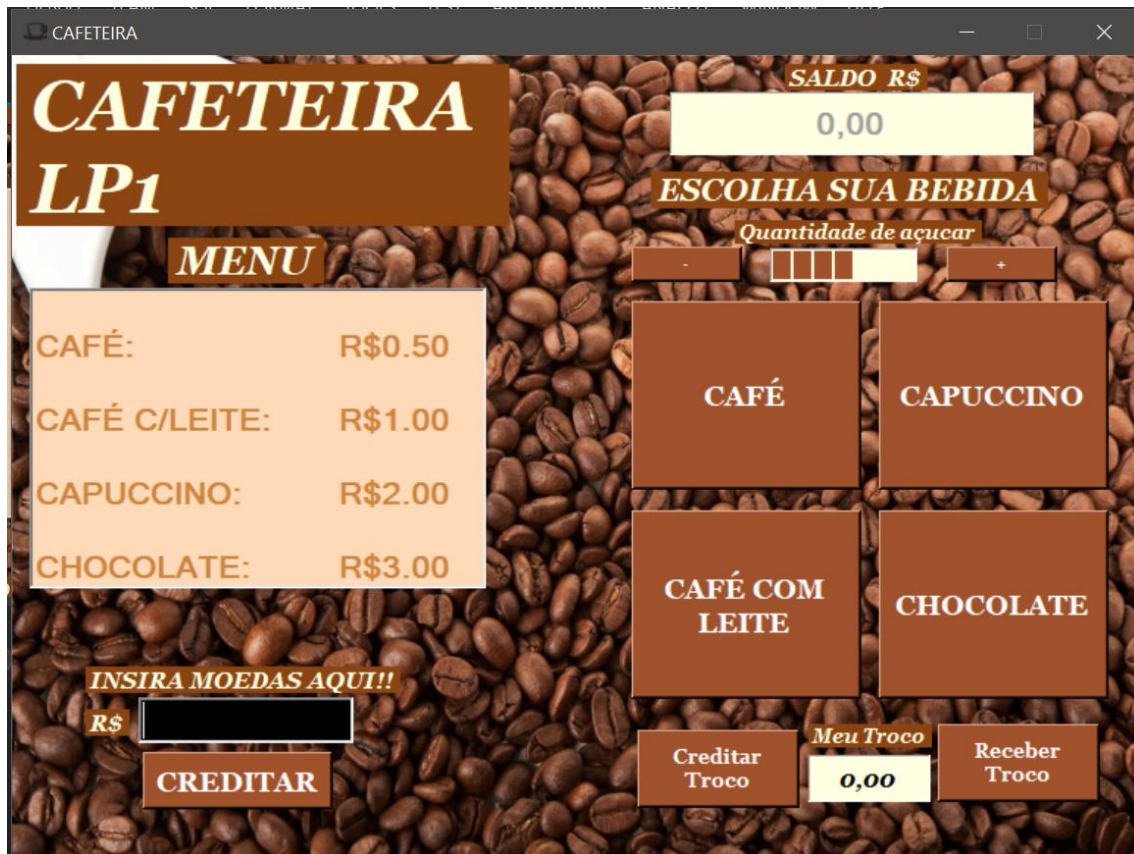 CAFETEIRA
CAFETEIRA
LP1
MENU
CAFÉ: R$0.50
CAFÉ C/LEITE: R$1.00
CAPUCCINO: R$2.00
CHOCOLATE: R$3.00
INSIRA MOEDAS AQUI!!
R$
CREDITAR
SALDO R$
0,00
ESCOLHA SUA BEBIDA
Quantidade de açucar
- +
CAFÉ
CAPUCCINO
CAFÉ COM
LEITE
CHOCOLATE
Creditar
Troco
Meu Troco
0,00
Receber
Troco